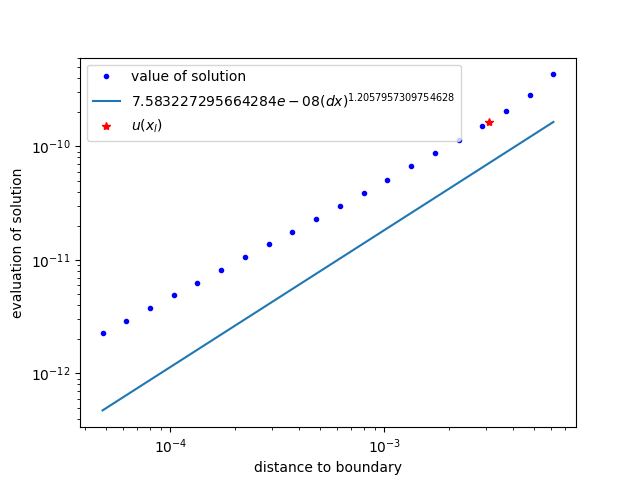 value of solution
7.583227295664284e − 08(dx)^1.2057957309754628
u(x_l)
10^−10
10^−11
10^−12
evaluation of solution
10^−4
10^−3
distance to boundary